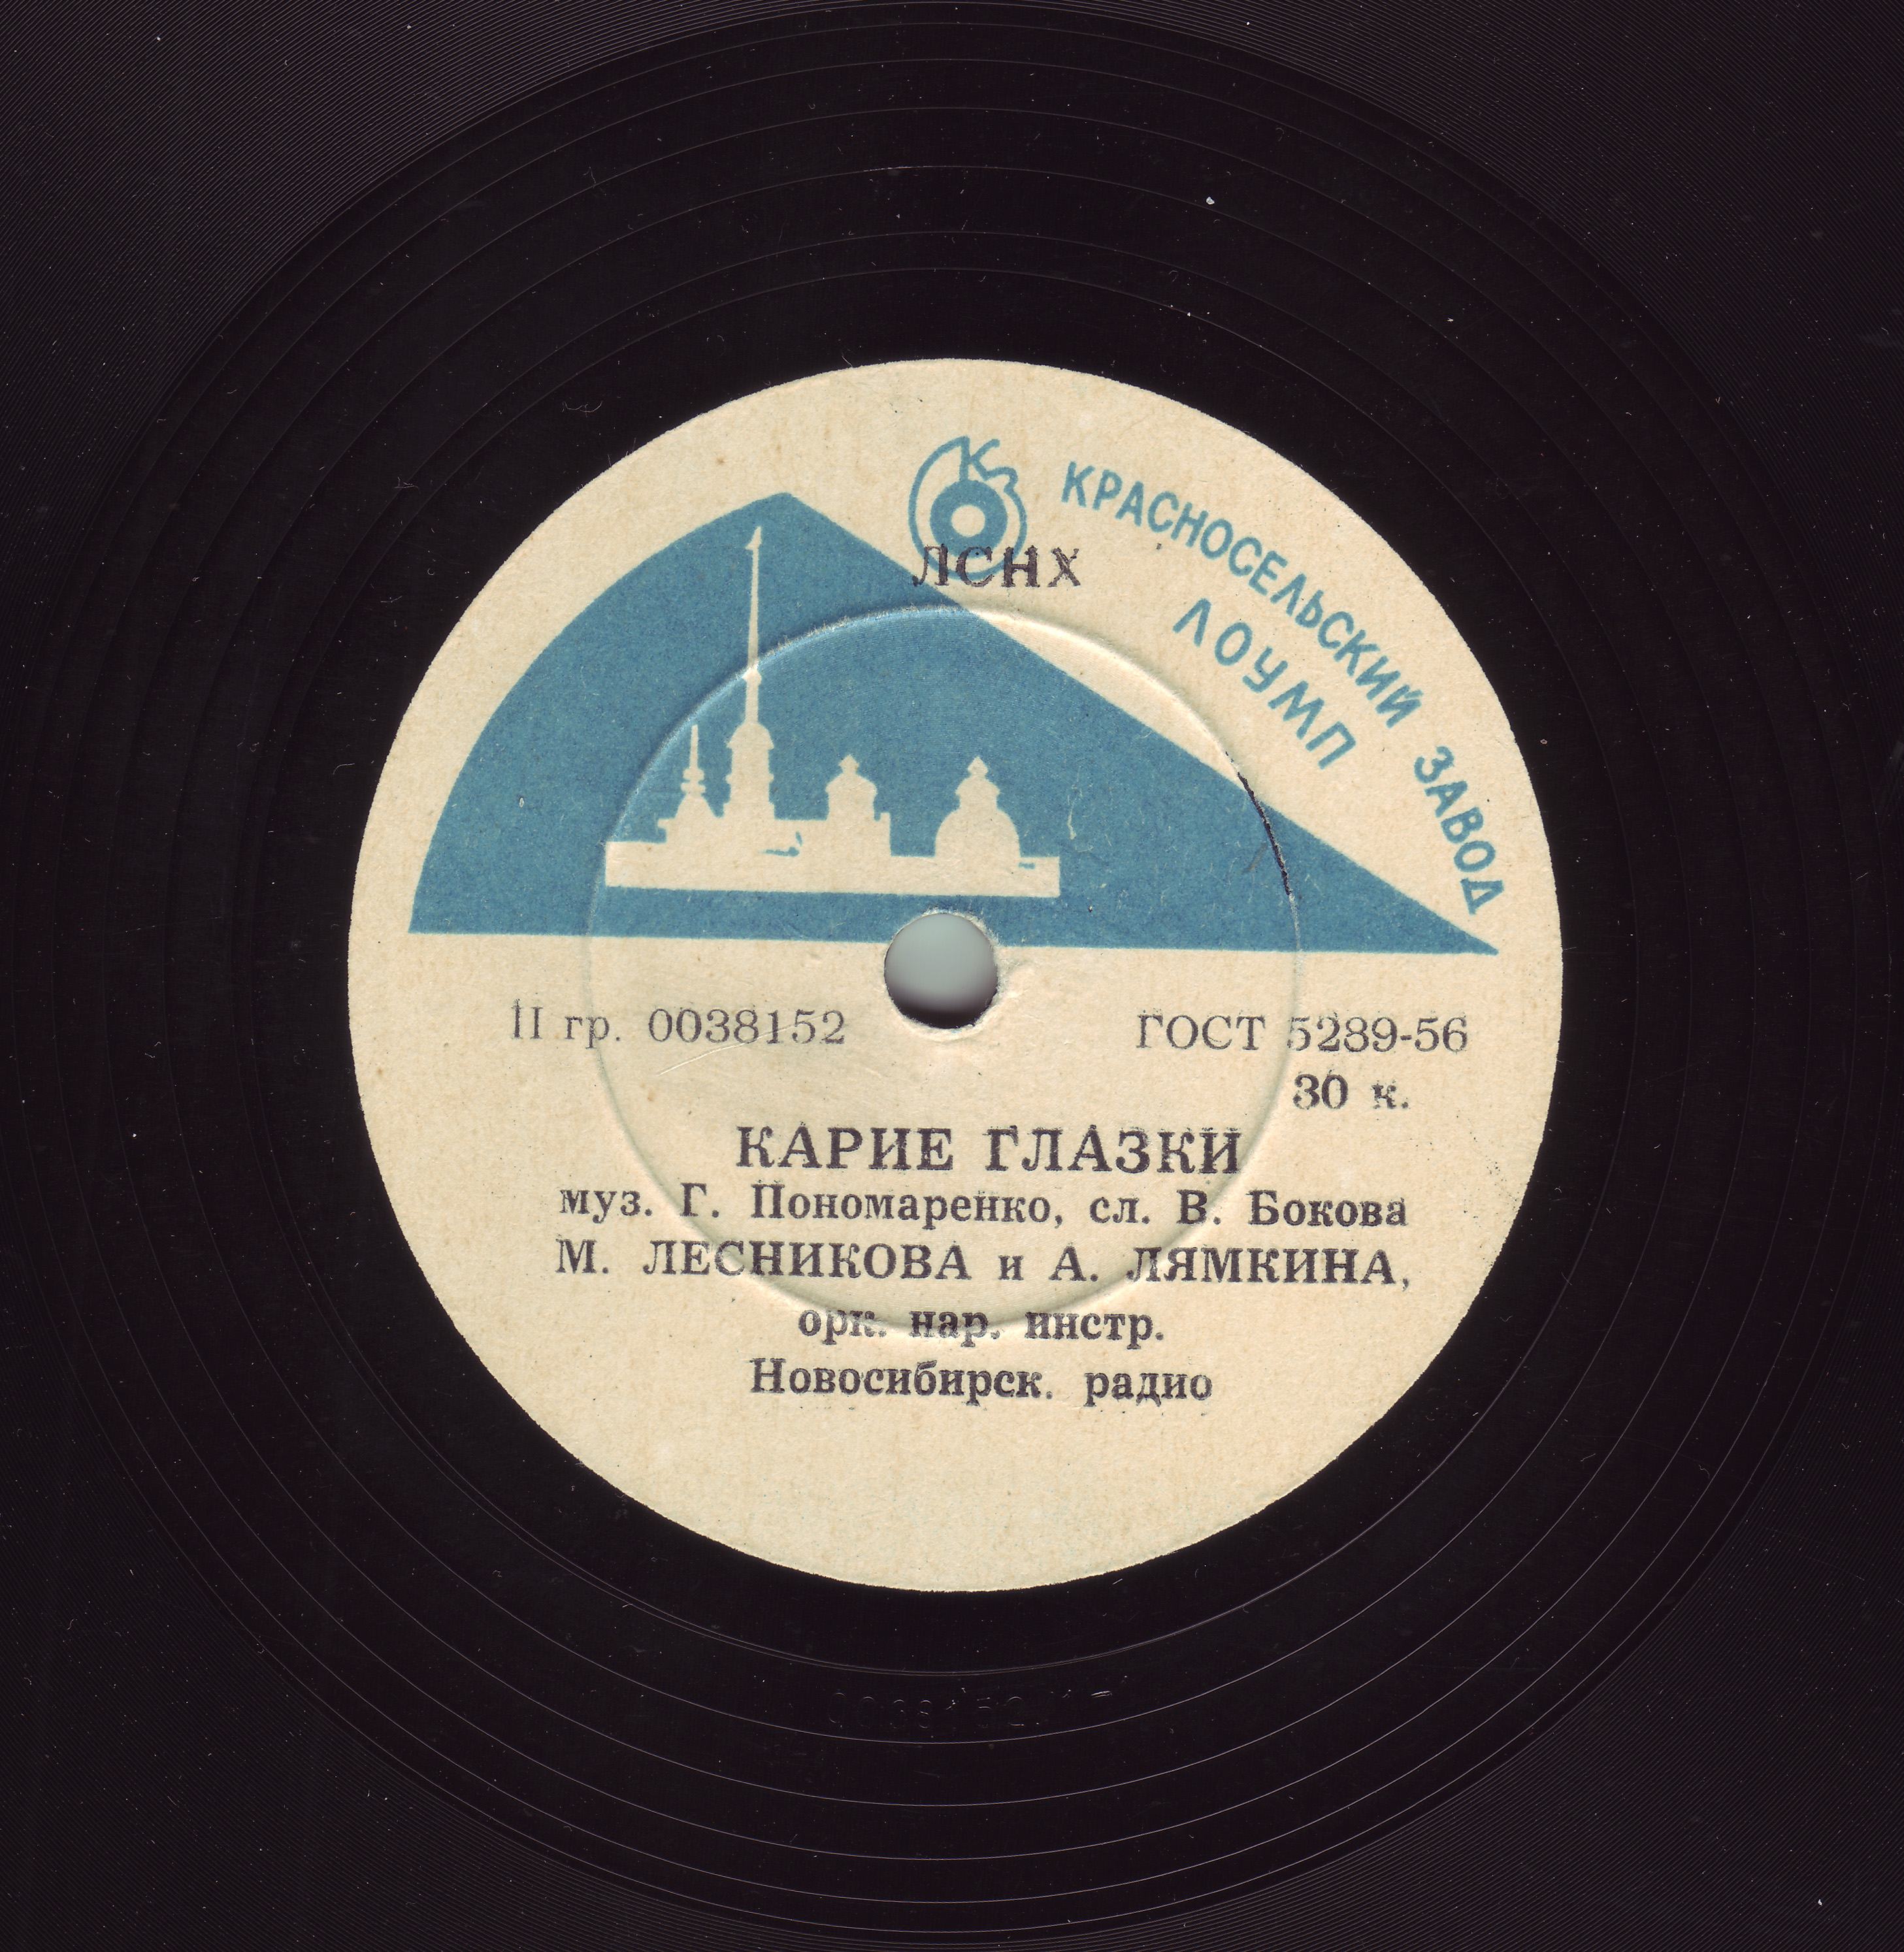 КРАСНОСЕЛЬСКИЙ ЗАВОД
ЛОУМП
ЛСНХ
II гр. 0038152
ГОСТ 5289-56
30 к.
КАРИЕ ГЛАЗКИ
муз. Г. Пономаренко, сл. В. Бокова
М. ЛЕСНИКОВА и А. ЛЯМКИНА,
орк. нар. инстр.
Новосибирск. радио